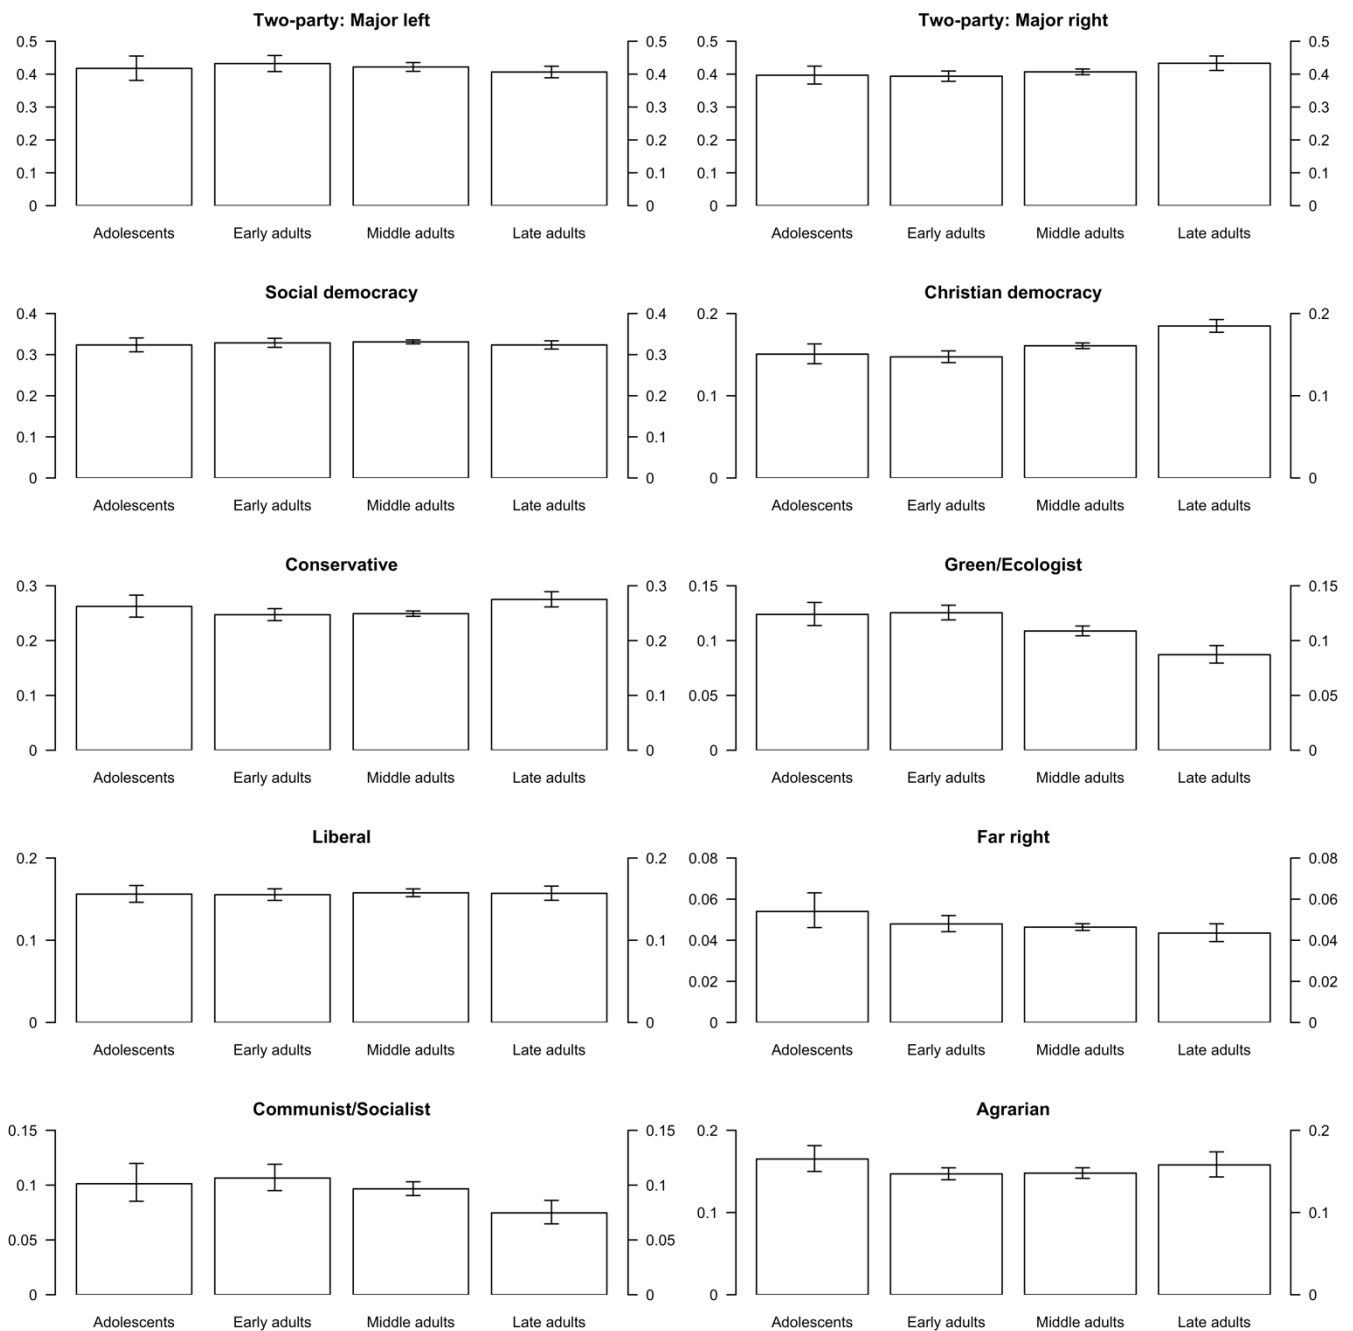 Two-party: Major left
0.5 0.4 0.3 0.2 0.1 0
0.5 0.4 0.3 0.2 0.1 0
Adolescents Early adults Middle adults Late adults
Two-party: Major right
0.5 0.4 0.3 0.2 0.1 0
0.5 0.4 0.3 0.2 0.1 0
Adolescents Early adults Middle adults Late adults
Social democracy
0.4 0.3 0.2 0.1 0
0.4 0.3 0.2 0.1 0
Adolescents Early adults Middle adults Late adults
Christian democracy
0.2 0.1 0
0.2 0.1 0
Adolescents Early adults Middle adults Late adults
Conservative
0.3 0.2 0.1 0
0.3 0.2 0.1 0
Adolescents Early adults Middle adults Late adults
Green/Ecologist
0.15 0.1 0.05 0
0.15 0.1 0.05 0
Adolescents Early adults Middle adults Late adults
Liberal
0.2 0.1 0
0.2 0.1 0
Adolescents Early adults Middle adults Late adults
Far right
0.08 0.06 0.04 0.02 0
0.08 0.06 0.04 0.02 0
Adolescents Early adults Middle adults Late adults
Communist/Socialist
0.15 0.1 0.05 0
0.15 0.1 0.05 0
Adolescents Early adults Middle adults Late adults
Agrarian
0.2 0.1 0
0.2 0.1 0
Adolescents Early adults Middle adults Late adults